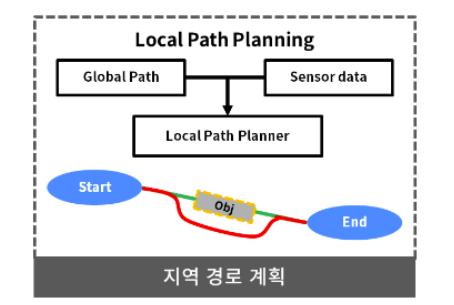 Local Path Planning
Global Path
Sensor data
Local Path Planner
Start
Obj
End
지역 경로 계획